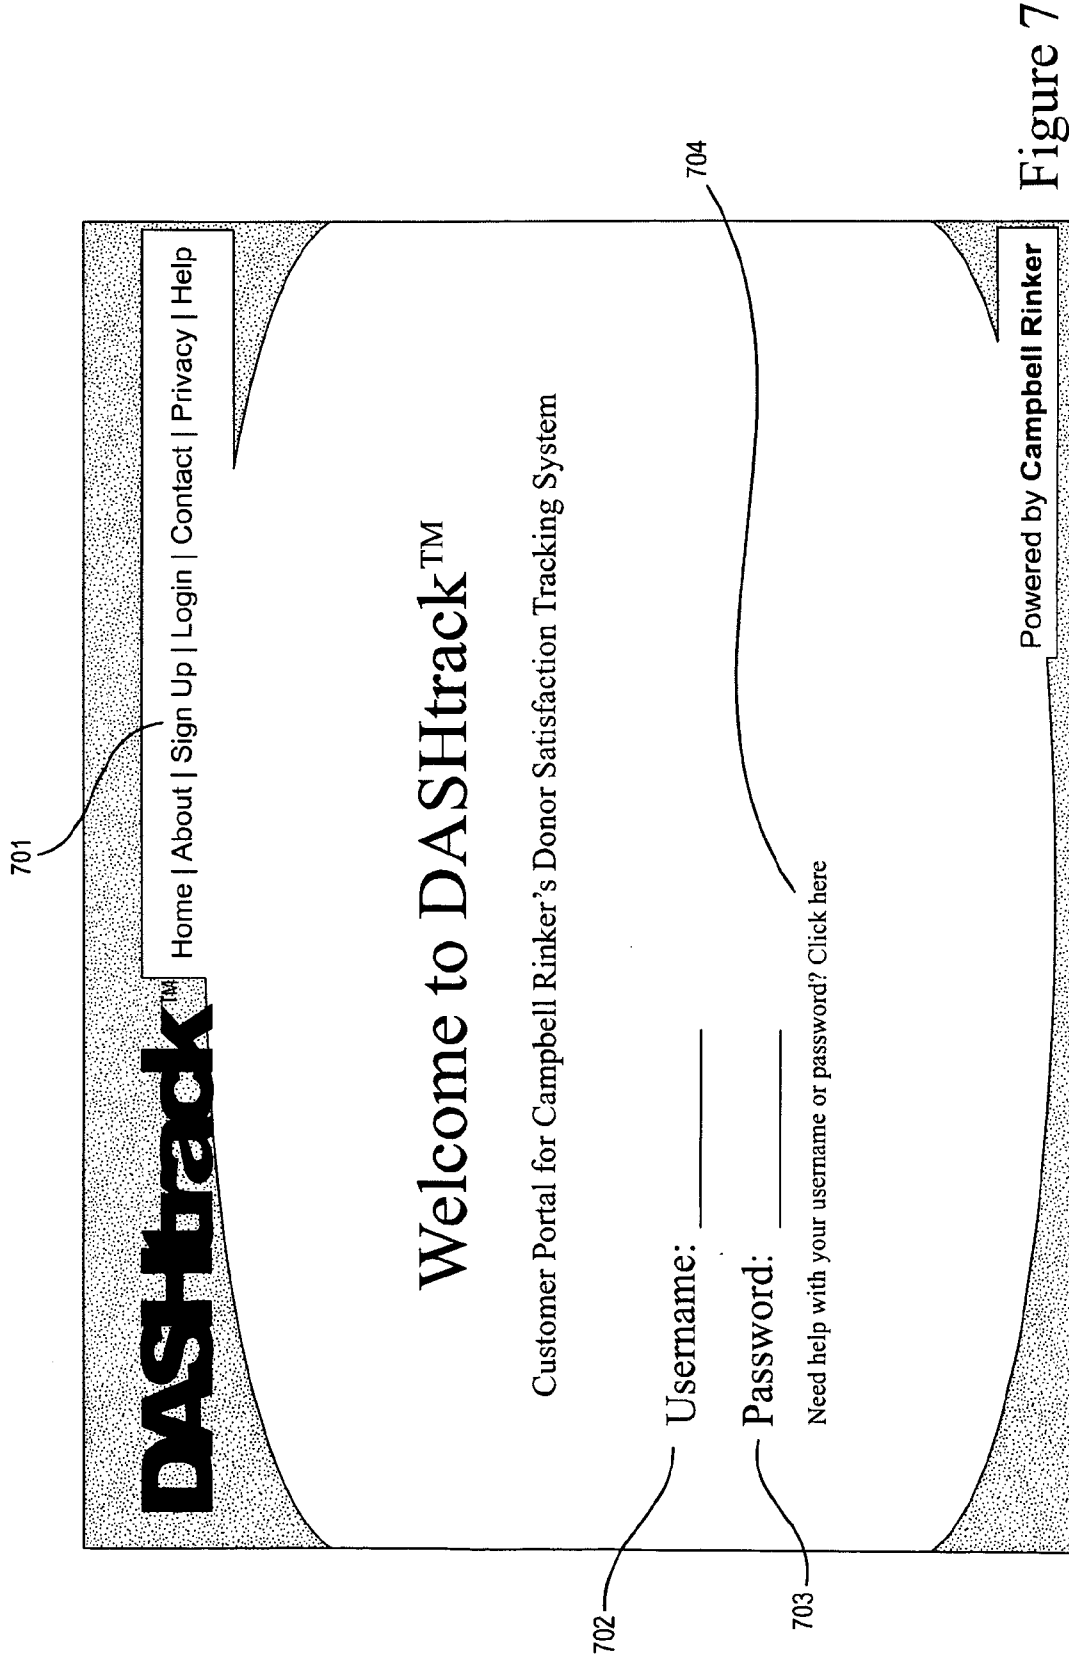 701
DASHtrack™
Home | About | Sign Up | Login | Contact | Privacy | Help
Welcome to DASHtrack™
Customer Portal for Campbell Rinker's Donor Satisfaction Tracking System
704
702
Username:
703
Password:
Need help with your username or password? Click here
Powered by Campbell Rinker
Figure 7